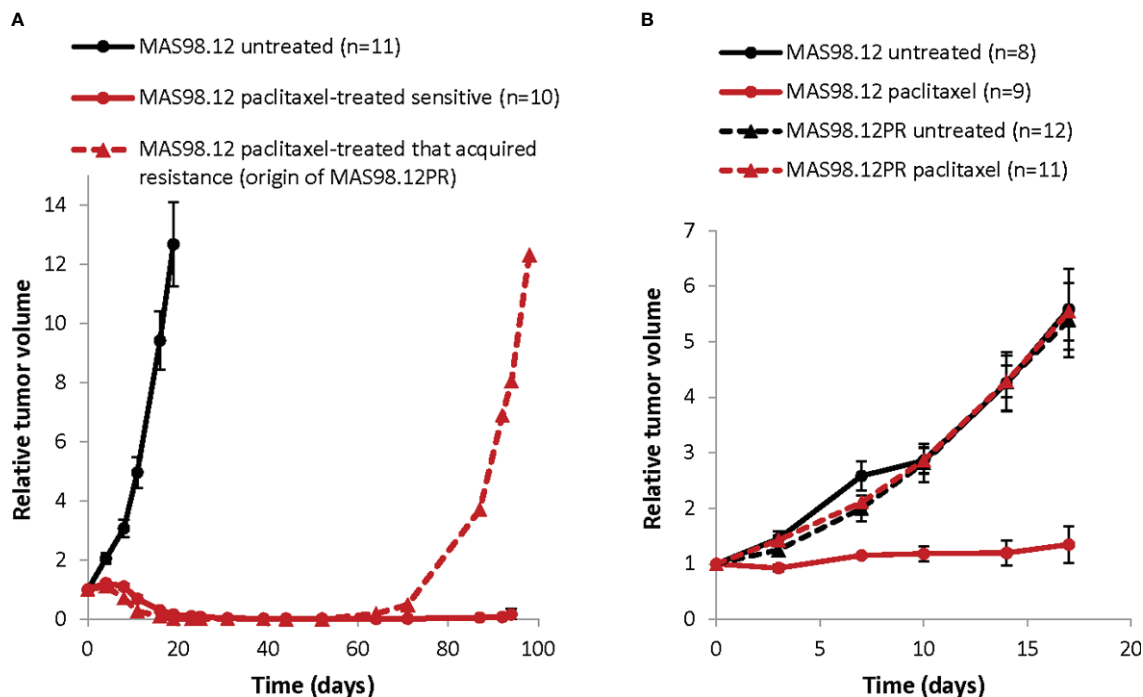 A
MAS98.12 untreated (n=11)
MAS98.12 paclitaxel-treated sensitive (n=10)
MAS98.12 paclitaxel-treated that acquired
resistance (origin of MAS98.12PR)
Relative tumor volume
14
12
10
8
6
4
2
0
0 20 40 60 80 100
Time (days)
B
MAS98.12 untreated (n=8)
MAS98.12 paclitaxel (n=9)
MAS98.12PR untreated (n=12)
MAS98.12PR paclitaxel (n=11)
Relative tumor volume
7
6
5
4
3
2
1
0
0 5 10 15 20
Time (days)